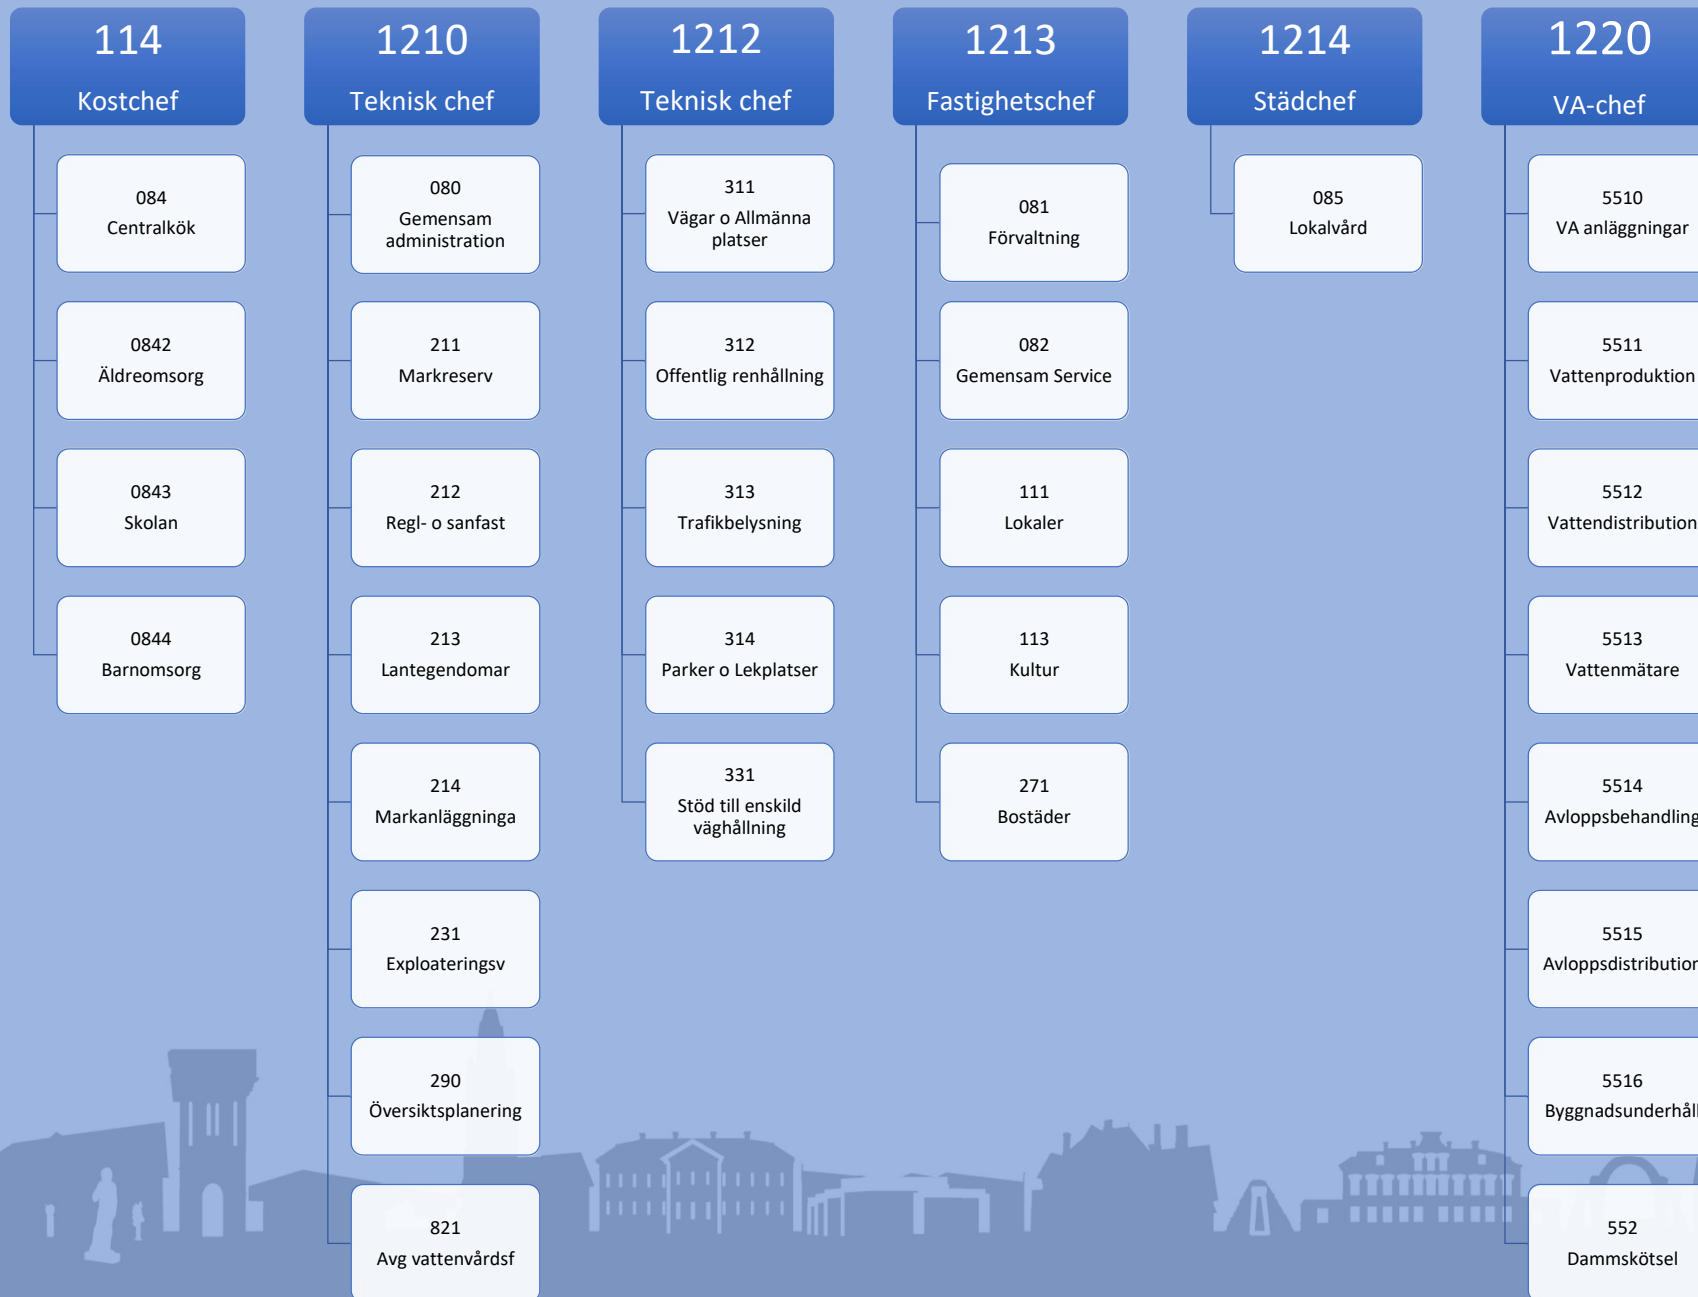 114
Kostchef
084
Centralkök
0842
Äldreomsorg
0843
Skolan
0844
Barnomsorg
1210
Teknisk chef
080
Gemensam
administration
211
Markreserv
212
Regl- o sanfast
213
Lantegendomar
214
Markanläggninga
231
Exploateringsv
290
Översiktsplanering
821
Avg vattenvårdsf
1212
Teknisk chef
311
Vägar o Allmänna
platser
312
Offentlig renhållning
313
Trafikbelysning
314
Parker o Lekplatser
331
Stöd till enskild
väghållning
1213
Fastighetschef
081
Förvaltning
082
Gemensam Service
111
Lokaler
113
Kultur
271
Bostäder
1214
Städchef
085
Lokalvård
1220
VA-chef
5510
VA anläggningar
5511
Vattenproduktion
5512
Vattendistribution
5513
Vattenmätare
5514
Avloppsbehandling
5515
Avloppsdistribution
5516
Byggnadsunderhåll
552
Dammskötsel